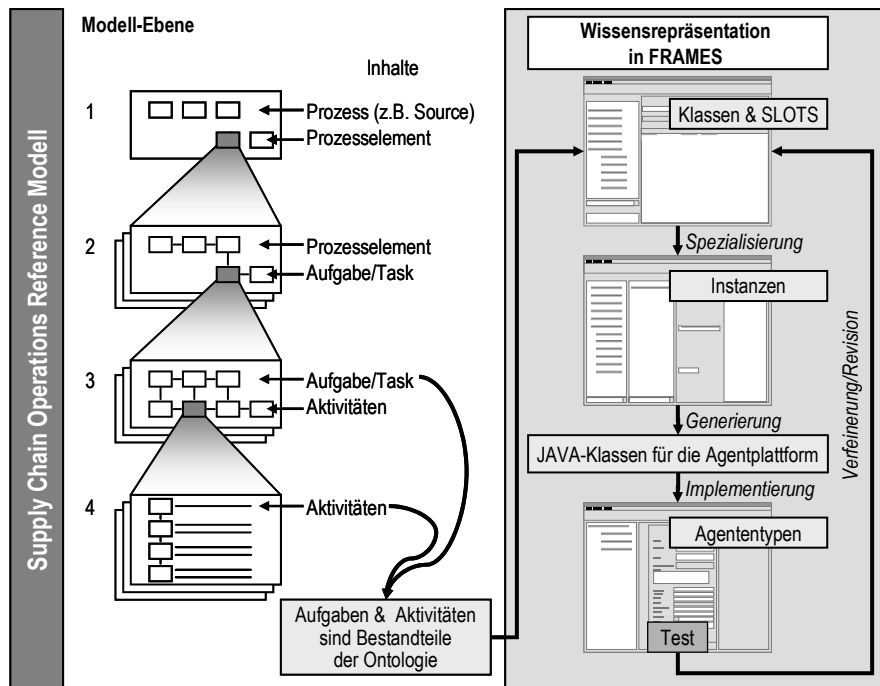 Supply Chain Operations Reference Modell
Modell-Ebene
Inhalte
1
Prozess (z.B. Source)
Prozesselement
2
Prozesselement
Aufgabe/Task
3
Aufgabe/Task
Aktivitäten
4
Aktivitäten
Aufgaben & Aktivitäten
sind Bestandteile
der Ontologie
Wissensrepräsentation
in FRAMES
Klassen & SLOTS
Spezialisierung
Instanzen
Generierung
JAVA-Klassen für die Agentplattform
Implementierung
Agententypen
Test
Verfeinerung/Revision